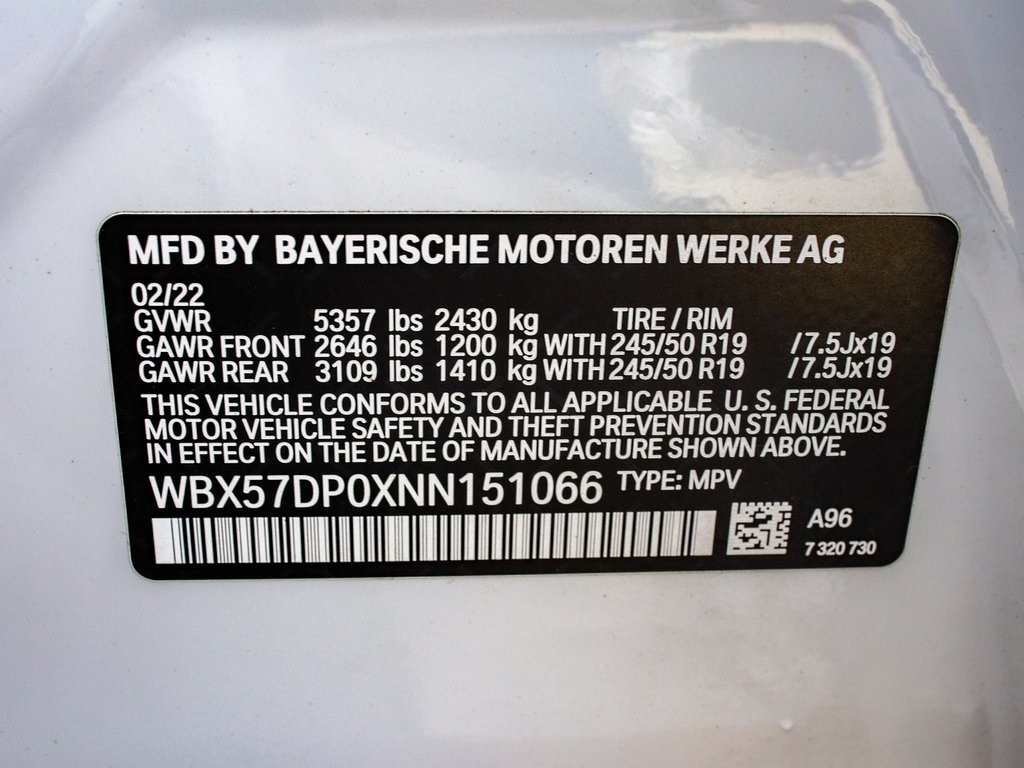 MFD BY BAYERISCHE MOTOREN WERKE AG
02/22
GVWR 5357 lbs 2430 kg TIRE / RIM
GAWR FRONT 2646 lbs 1200 kg WITH 245/50 R19 /7.5Jx19
GAWR REAR 3109 lbs 1410 kg WITH 245/50 R19 /7.5Jx19
THIS VEHICLE CONFORMS TO ALL APPLICABLE U. S. FEDERAL
MOTOR VEHICLE SAFETY AND THEFT PREVENTION STANDARDS
IN EFFECT ON THE DATE OF MANUFACTURE SHOWN ABOVE.
WBX57DP0XNN151066 TYPE: MPV
A96
7 320 730